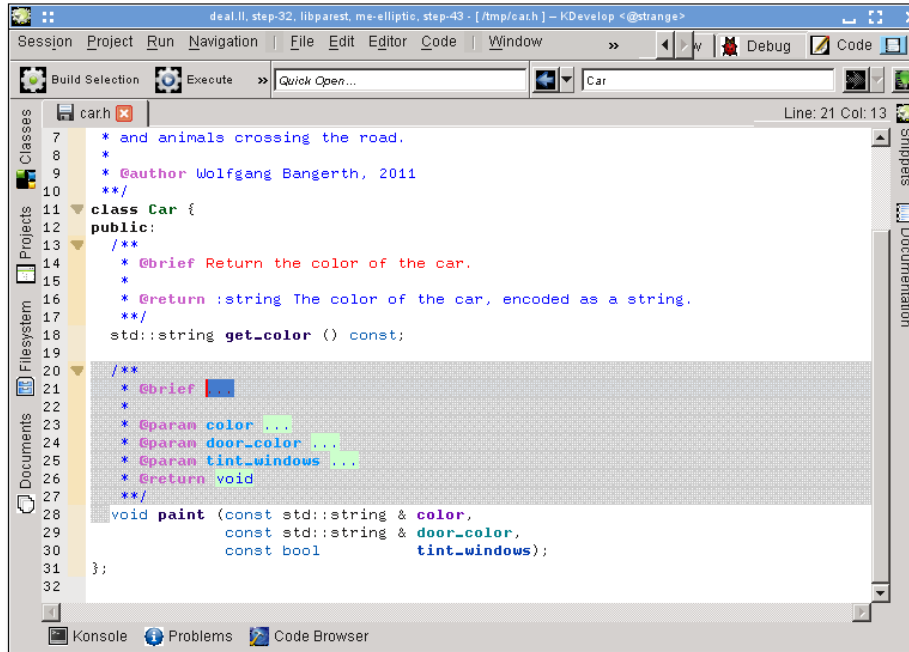 deal.II, step-32, libparest, me-elliptic, step-43 - [ /tmp/car.h ] – KDevelop <@strange>
Session Project Run Navigation | File Edit Editor Code | Window » w Debug Code
Build Selection Execute » Quick Open... Car
car.h Line: 21 Col: 13
Classes
Projects
Filesystem
Documents
Snippets
Documentation
7 * and animals crossing the road.
8 *
9 * @author Wolfgang Bangerth, 2011
10 **/
11 class Car {
12 public:
13 /**
14 * @brief Return the color of the car.
15 *
16 * @return :string The color of the car, encoded as a string.
17 **/
18 std::string get_color () const;
19
20 /**
21 * @brief ...
22 *
23 * @param color ...
24 * @param door_color ...
25 * @param tint_windows ...
26 * @return void
27 **/
28 void paint (const std::string & color,
29 const std::string & door_color,
30 const bool tint_windows);
31 };
32
Konsole Problems Code Browser